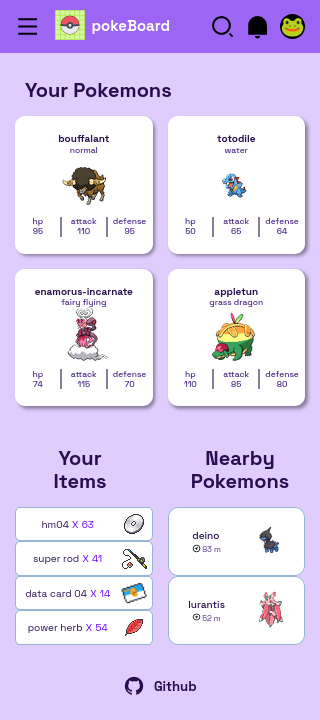 pokeBoard
Your Pokemons
bouffalant
normal
hp
95
attack
110
defense
95
totodile
water
hp
50
attack
65
defense
64
enamorus-incarnate
fairy flying
hp
74
attack
115
defense
70
appletun
grass dragon
hp
110
attack
85
defense
80
Your
Items
hm04 X 63
super rod X 41
data card 04 X 14
power herb X 54
Nearby
Pokemons
deino
83 m
lurantis
52 m
Github